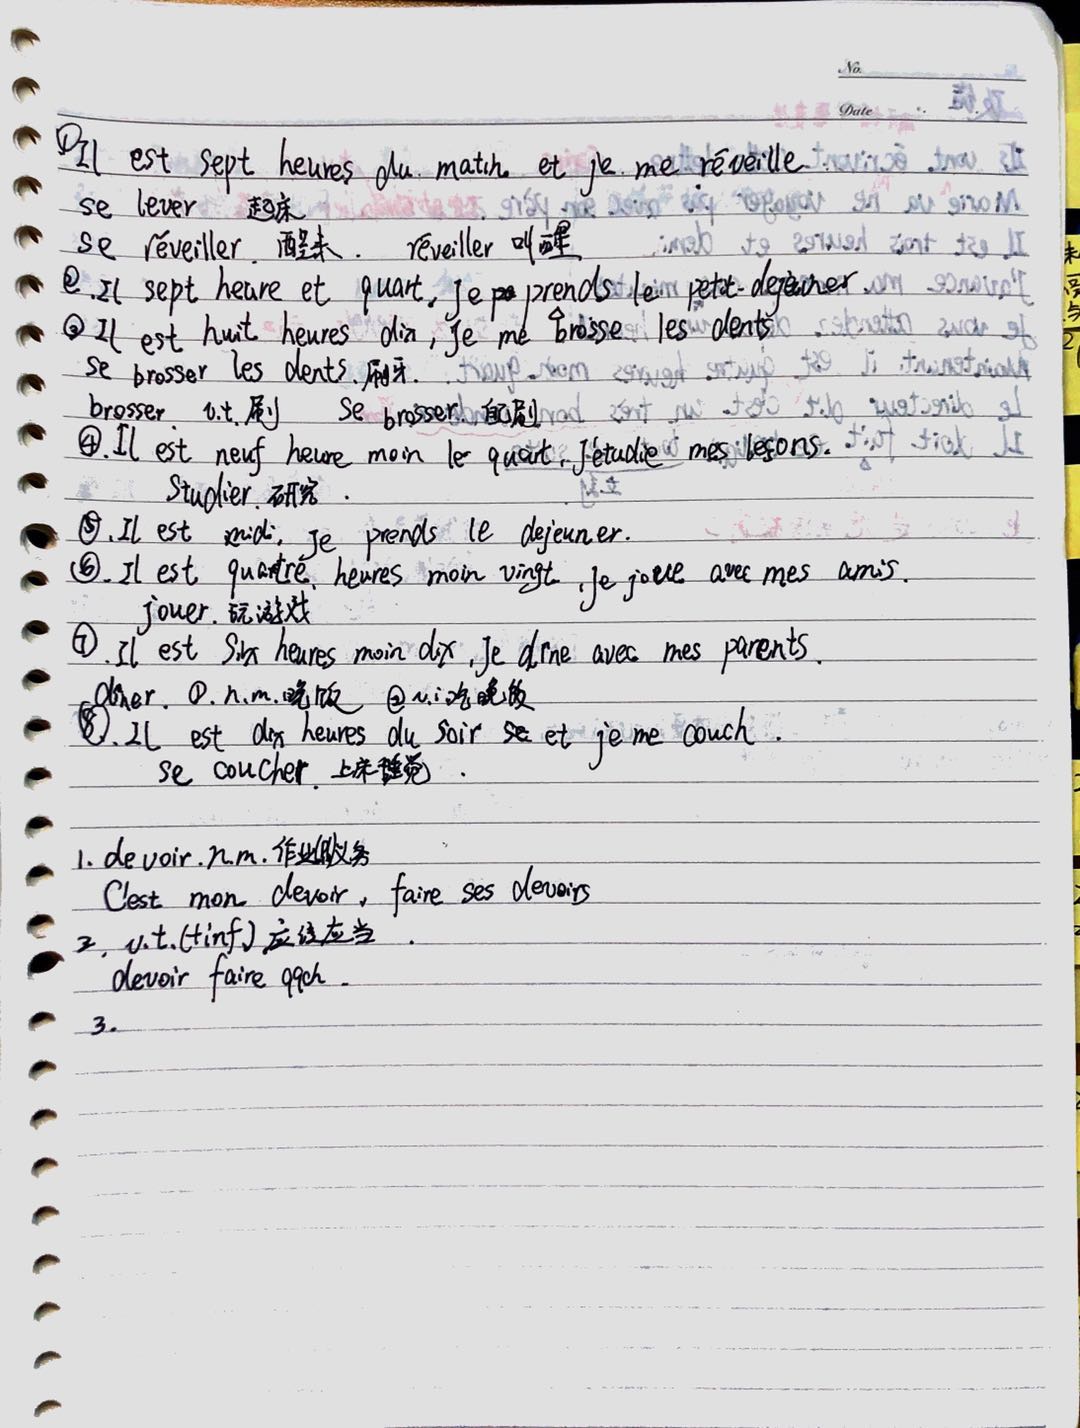 No.
Date
①Il est sept heures du matin et je me réveille
se lever 起床
se réveiller 醒来. réveiller 叫醒
②.Il sept heure et quart, je prends le petit-dejeuner
③Il est huit heures dix, je me brosse les dents
se brosser les dents.刷牙.
brosser v.t.刷 se brosser.
④.Il est neuf heure moin le quart, J'étudie mes leçons.
Studier.研究.
⑤.Il est midi, je prends le dejeuner.
⑥.Il est quatre heures moin vingt, je joue avec mes amis.
jouer.玩游戏
⑦.Il est Six heures moin dix, Je dîne avec mes parents.
dîner. ①.n.m.晚饭 ②v.i.吃晚饭
⑧.Il est dix heures du soir et je me couch.
se coucher 上床睡觉.
1. devoir.n.m.作业
C'est mon devoir, faire ses devoirs
2. v.t.(+inf) 应该应当.
devoir faire qqch.
3.